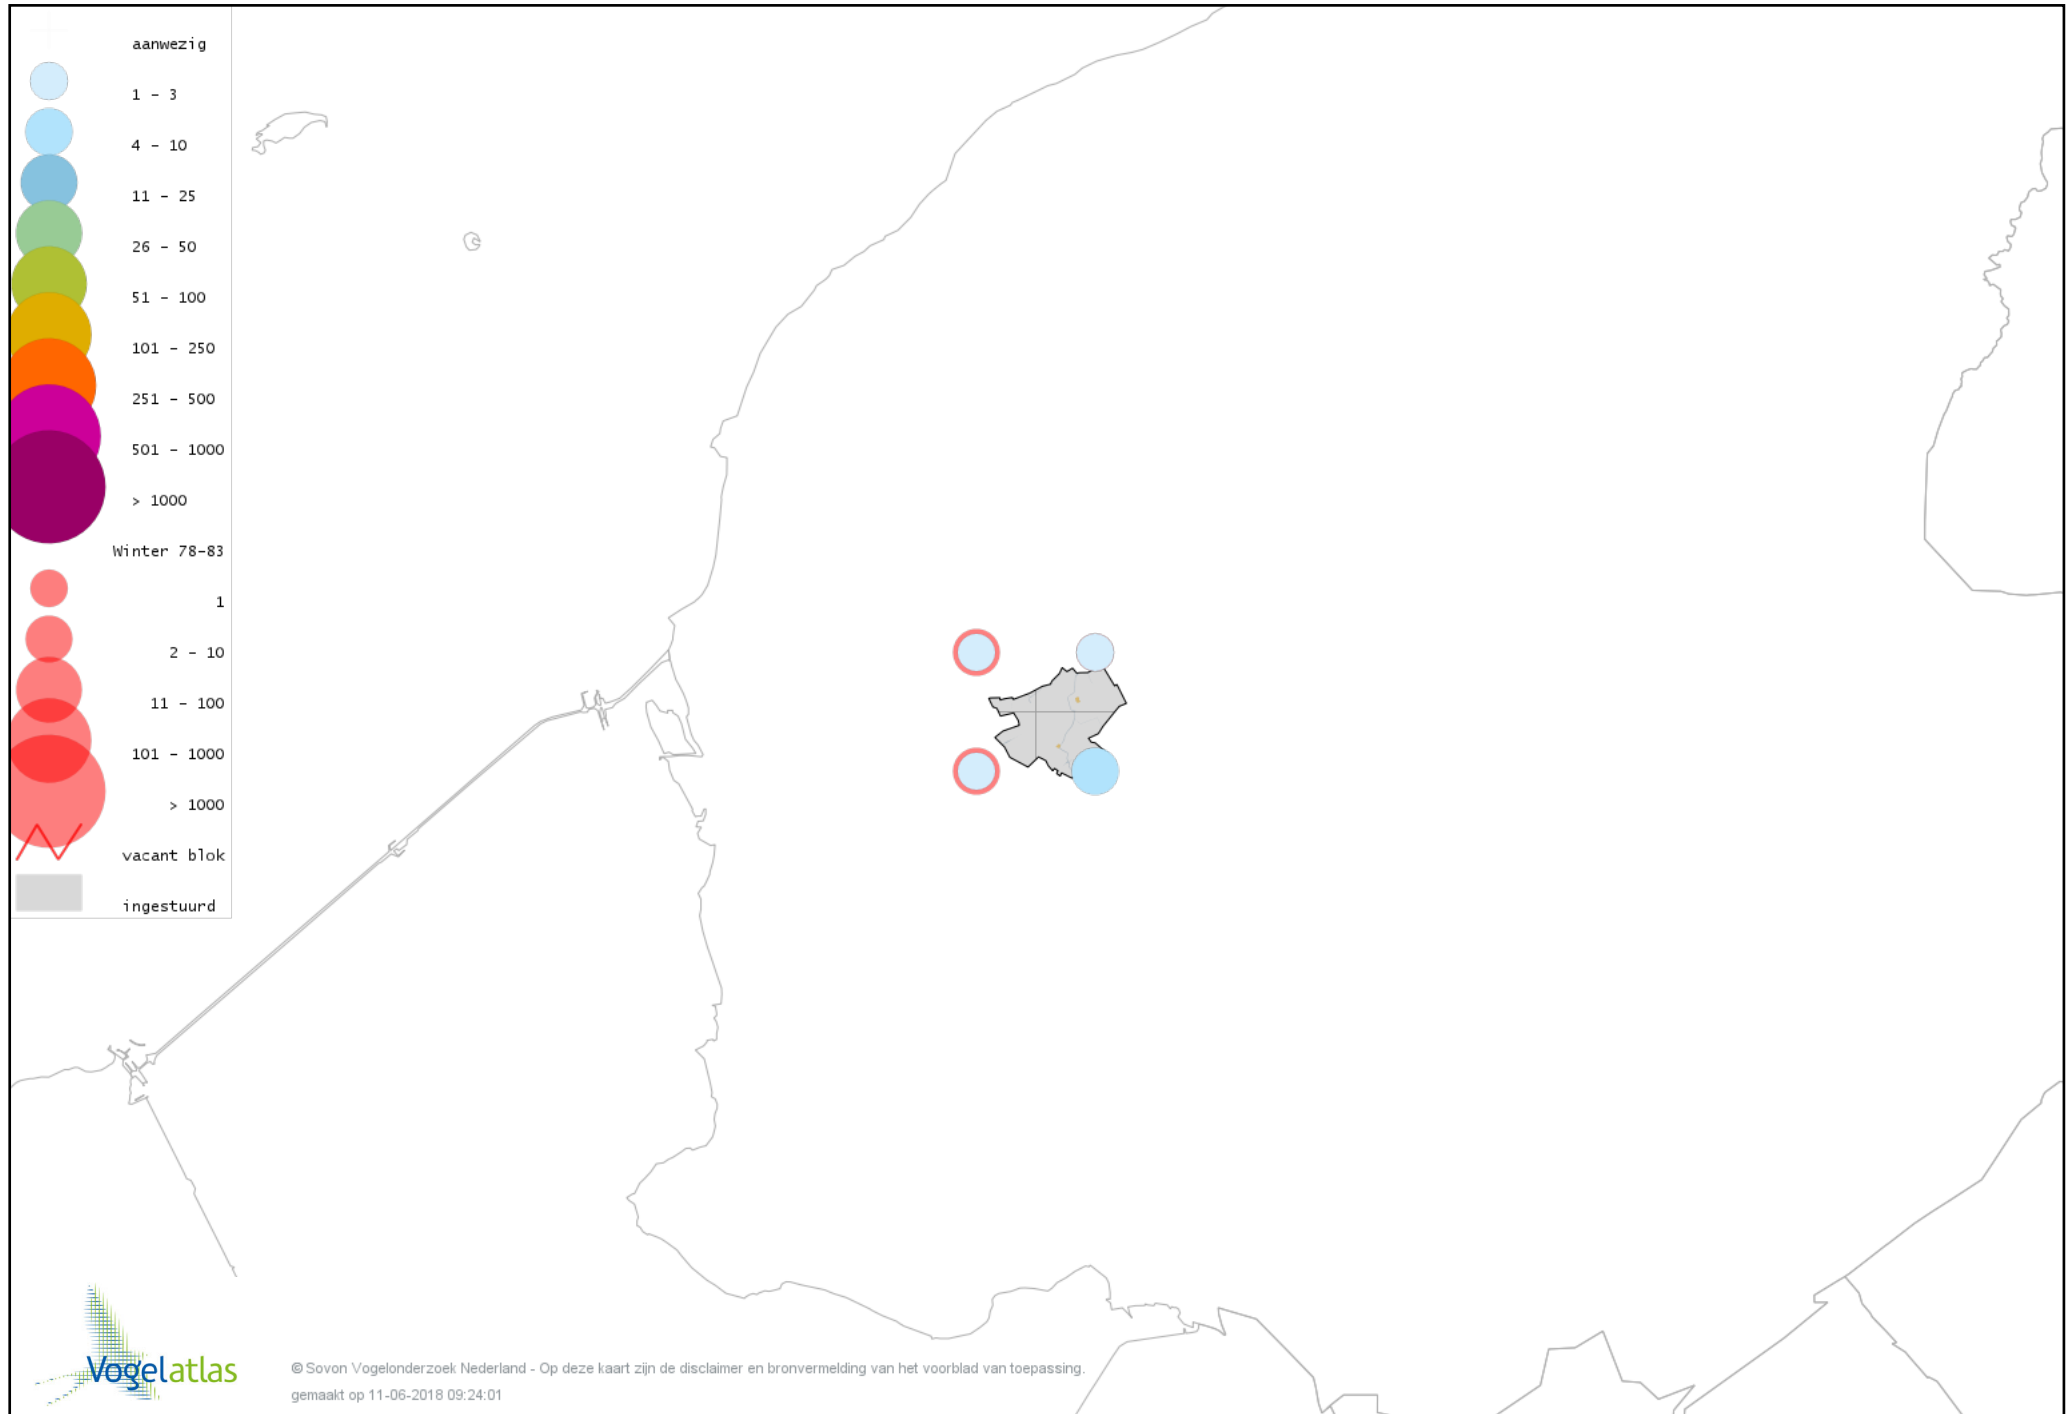 aanwezig
1 - 3
4 - 10
11 - 25
26 - 50
51 - 100
101 - 250
251 - 500
501 - 1000
> 1000
Winter 78-83
1
2 - 10
11 - 100
101 - 1000
> 1000
vacant blok
ingestuurd
Vogelatlas
© Sovon Vogelonderzoek Nederland - Op deze kaart zijn de disclaimer en bronvermelding van het voorblad van toepassing.
gemaakt op 11-06-2018 09:24:01